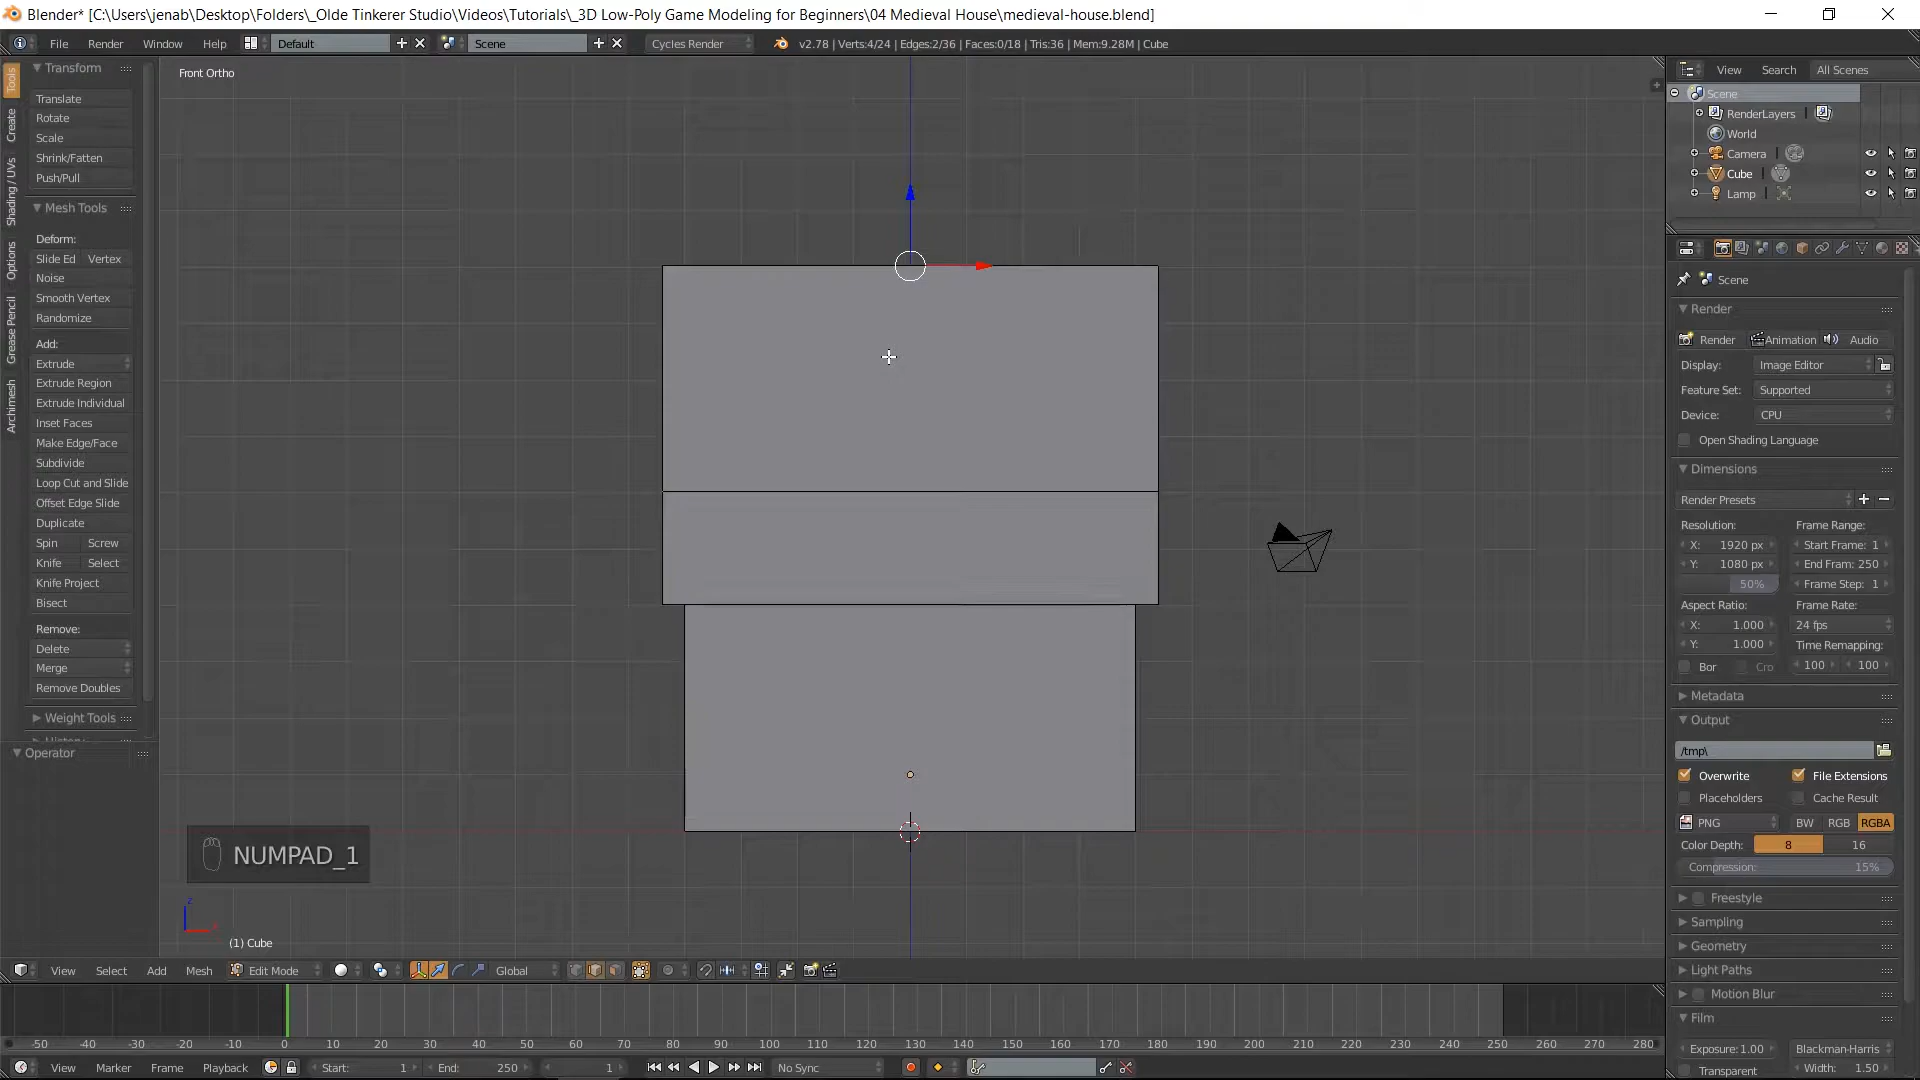 Blender* [C:\Users\jenab\Desktop\Folders\_Olde Tinkerer Studio\Videos\Tutorials\_3D Low-Poly Game Modeling for Beginners\04 Medieval House\medieval-house.blend]
File Render Window Help Default Scene Cycles Render v2.78 | Verts:4/24 | Edges:2/36 | Faces:0/18 | Tris:36 | Mem:9.28M | Cube
Tools
Create
Shading / UVs
Options
Grease Pencil
Archimesh
Transform
Translate
Rotate
Scale
Shrink/Fatten
Push/Pull
Mesh Tools
Deform:
Slide Ed Vertex
Noise
Smooth Vertex
Randomize
Add:
Extrude
Extrude Region
Extrude Individual
Inset Faces
Make Edge/Face
Subdivide
Loop Cut and Slide
Offset Edge Slide
Duplicate
Spin Screw
Knife Select
Knife Project
Bisect
Remove:
Delete
Merge
Remove Doubles
Weight Tools
Operator
Front Ortho
NUMPAD_1
z
x
(1) Cube
View Select Add Mesh Edit Mode Global
View Search All Scenes
Scene
RenderLayers
World
Camera
Cube
Lamp
Scene
Render
Render Animation Audio
Display: Image Editor
Feature Set: Supported
Device: CPU
Open Shading Language
Dimensions
Render Presets
Resolution: Frame Range:
X: 1920 px Start Frame: 1
Y: 1080 px End Fram: 250
50% Frame Step: 1
Aspect Ratio: Frame Rate:
X: 1.000 24 fps
Y: 1.000 Time Remapping:
Bor Cro 100 100
Metadata
Output
/tmp\
Overwrite File Extensions
Placeholders Cache Result
PNG BW RGB RGBA
Color Depth: 8 16
Compression: 15%
Freestyle
Sampling
Geometry
Light Paths
Motion Blur
Film
Exposure: 1.00 Blackman-Harris
Transparent Width: 1.50
-50 -40 -30 -20 -10 0 10 20 30 40 50 60 70 80 90 100 110 120 130 140 150 160 170 180 190 200 210 220 230 240 250 260 270 280
View Marker Frame Playback Start: 1 End: 250 1 No Sync